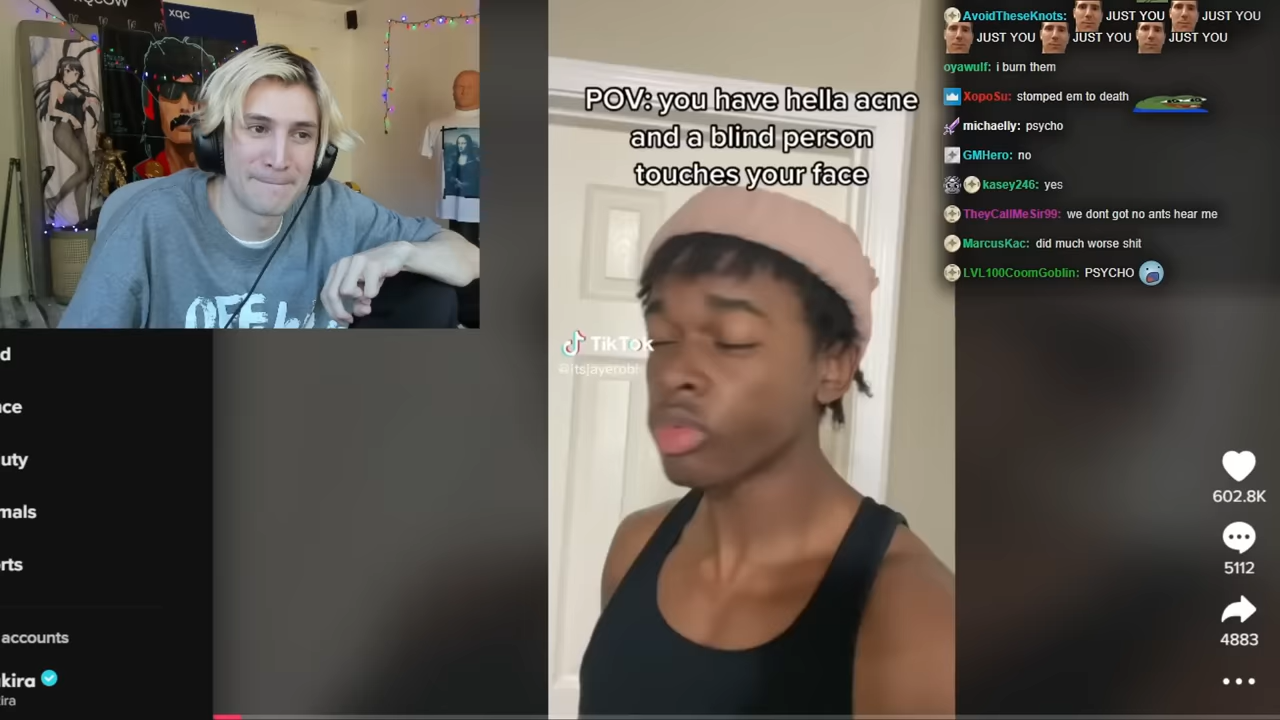 xqc
OFF
POV: you have hella acne
and a blind person
touches your face
TikTok
AvoidTheseKnots: JUST YOU JUST YOU
JUST YOU JUST YOU JUST YOU
oyawulf: i burn them
XopoSu: stomped em to death
michaelly: psycho
GMHero: no
kasey246: yes
TheyCallMeSir99: we dont got no ants hear me
MarcusKac: did much worse shit
LVL100CoomGoblin: PSYCHO
d
ce
uty
mals
rts
accounts
kira
ira
602.8K
5112
4883